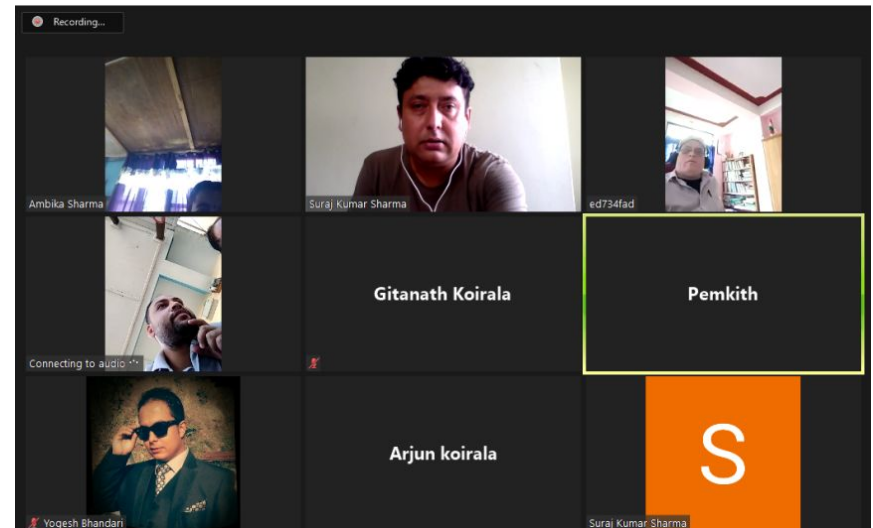 Recording...
Ambika Sharma
Suraj Kumar Sharma
ed734fad
Connecting to audio
Gitanath Koirala
Pemkith
Yogesh Bhandari
Arjun koirala
S
Suraj Kumar Sharma